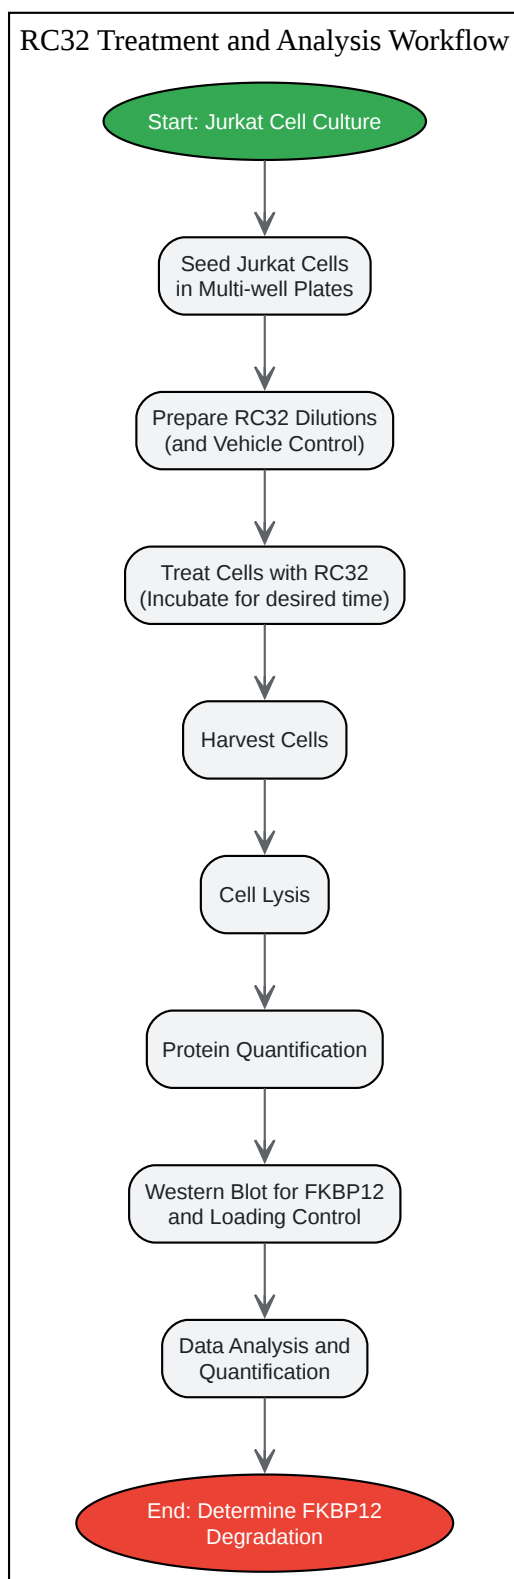 RC32 Treatment and Analysis Workflow
Start: Jurkat Cell Culture
Seed Jurkat Cells
in Multi-well Plates
Prepare RC32 Dilutions
(and Vehicle Control)
Treat Cells with RC32
(Incubate for desired time)
Harvest Cells
Cell Lysis
Protein Quantification
Western Blot for FKBP12
and Loading Control
Data Analysis and
Quantification
End: Determine FKBP12
Degradation